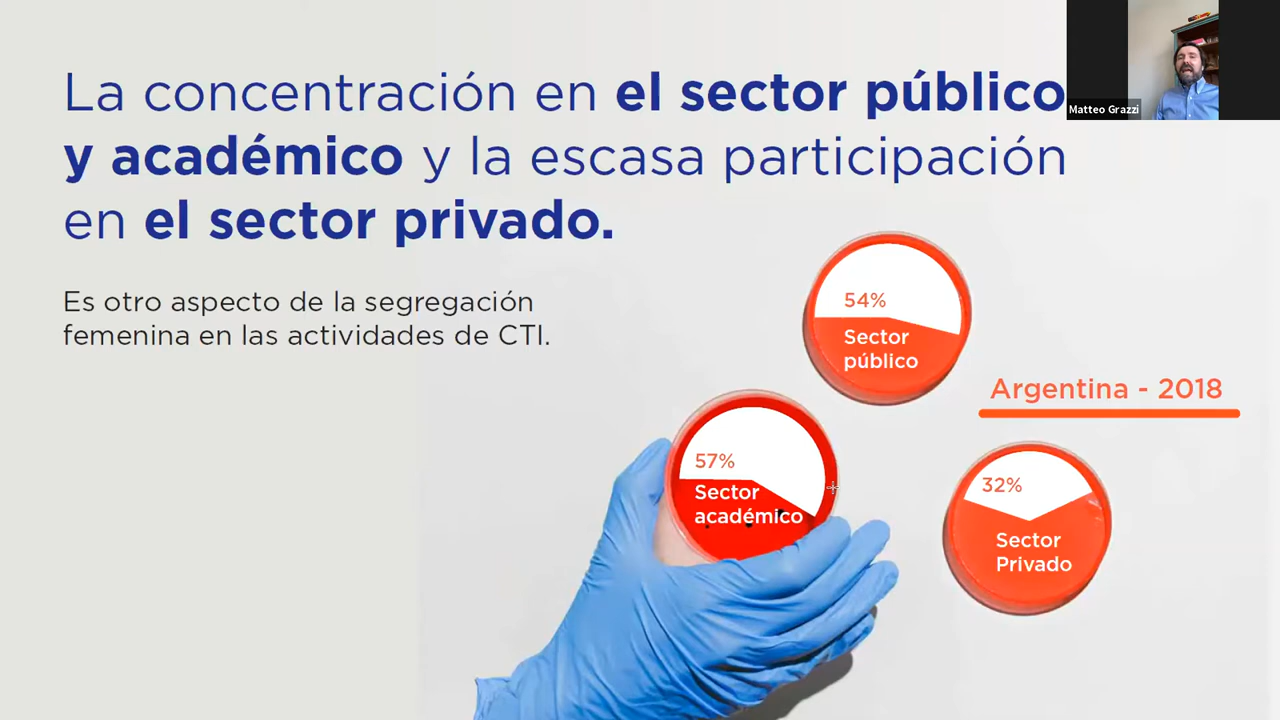 La concentración en el sector público
y académico y la escasa participación
en el sector privado.
Matteo Grazzi
Es otro aspecto de la segregación
femenina en las actividades de CTI.
54%
Sector
público
Argentina - 2018
57%
Sector
académico
32%
Sector
Privado